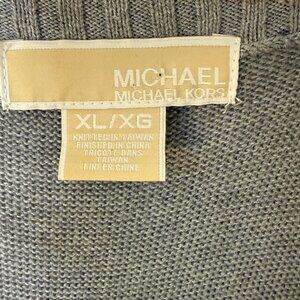 MICHAEL
MICHAEL KORS
XL/XG
KNITTED IN TAIWAN
FINISHED IN CHINA
TRICOTÉ DANS
TAIWAN
FINI EN CHINE